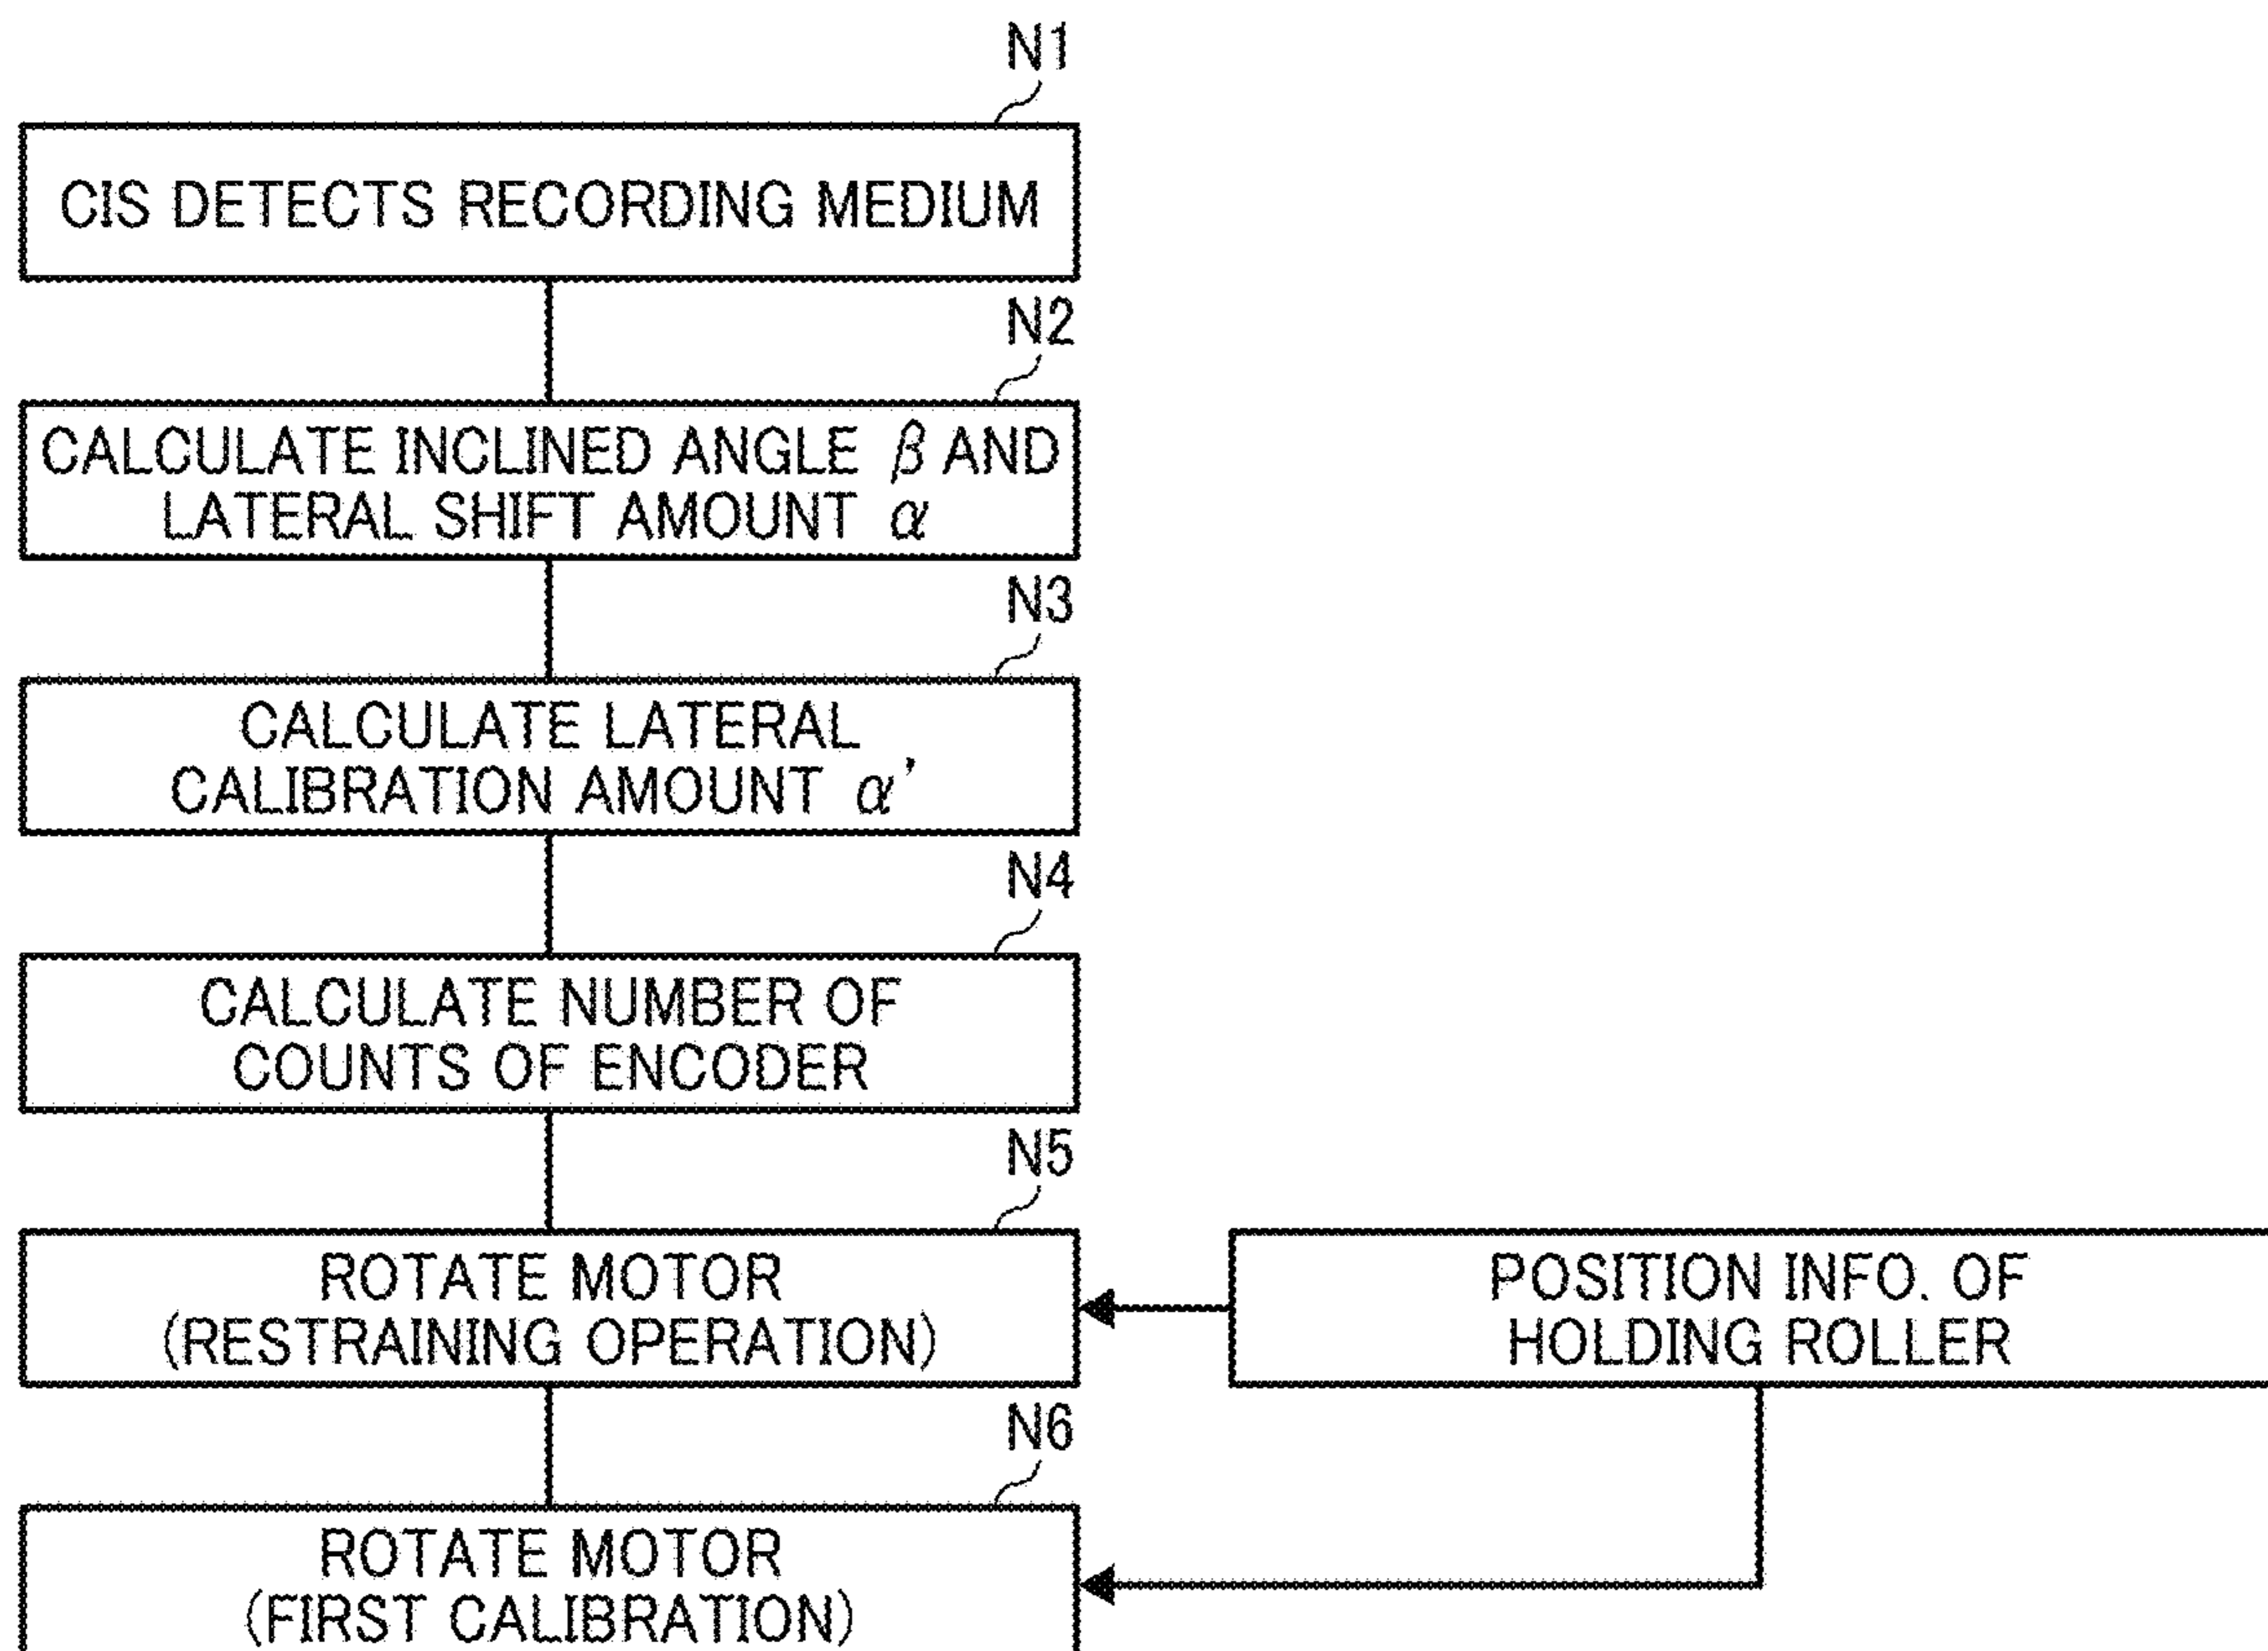 N1
CIS DETECTS RECORDING MEDIUM
N2
CALCULATE INCLINED ANGLE β AND
LATERAL SHIFT AMOUNT α
N3
CALCULATE LATERAL
CALIBRATION AMOUNT α'
N4
CALCULATE NUMBER OF
COUNTS OF ENCODER
N5
ROTATE MOTOR
(RESTRAINING OPERATION)
POSITION INFO. OF
HOLDING ROLLER
N6
ROTATE MOTOR
(FIRST CALIBRATION)